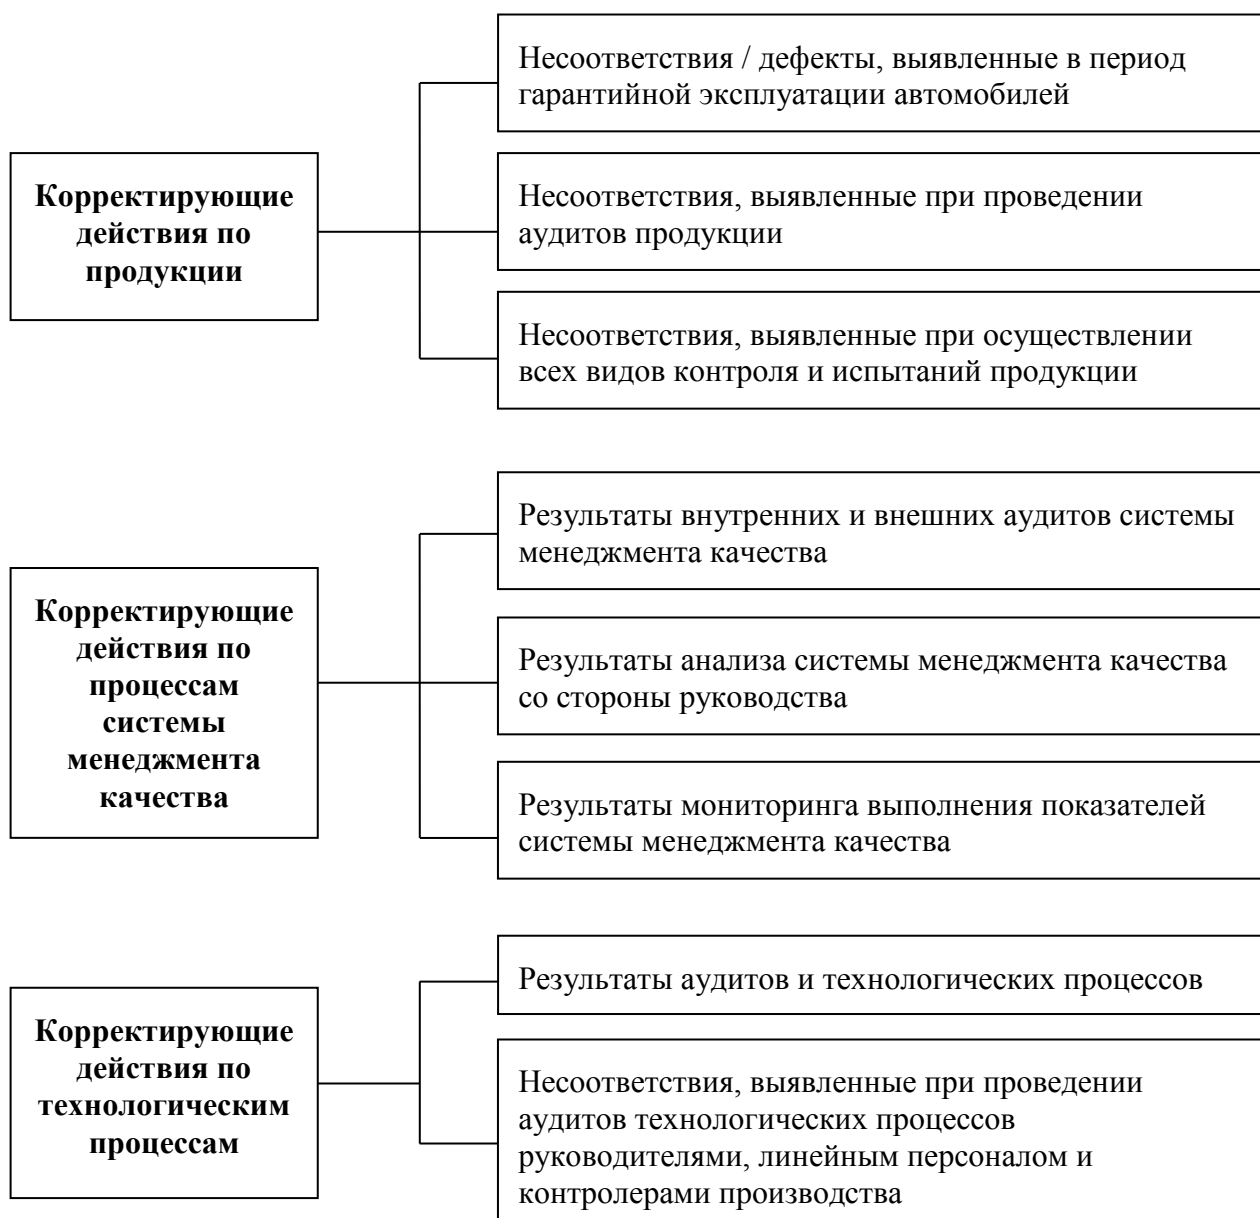 Несоответствия / дефекты, выявленные в период
гарантийной эксплуатации автомобилей
Корректирующие
действия по
продукции
Несоответствия, выявленные при проведении
аудитов продукции
Несоответствия, выявленные при осуществлении
всех видов контроля и испытаний продукции
Результаты внутренних и внешних аудитов системы
менеджмента качества
Корректирующие
действия по
процессам
системы
менеджмента
качества
Результаты анализа системы менеджмента качества
со стороны руководства
Результаты мониторинга выполнения показателей
системы менеджмента качества
Результаты аудитов и технологических процессов
Корректирующие
действия по
технологическим
процессам
Несоответствия, выявленные при проведении
аудитов технологических процессов
руководителями, линейным персоналом и
контролерами производства